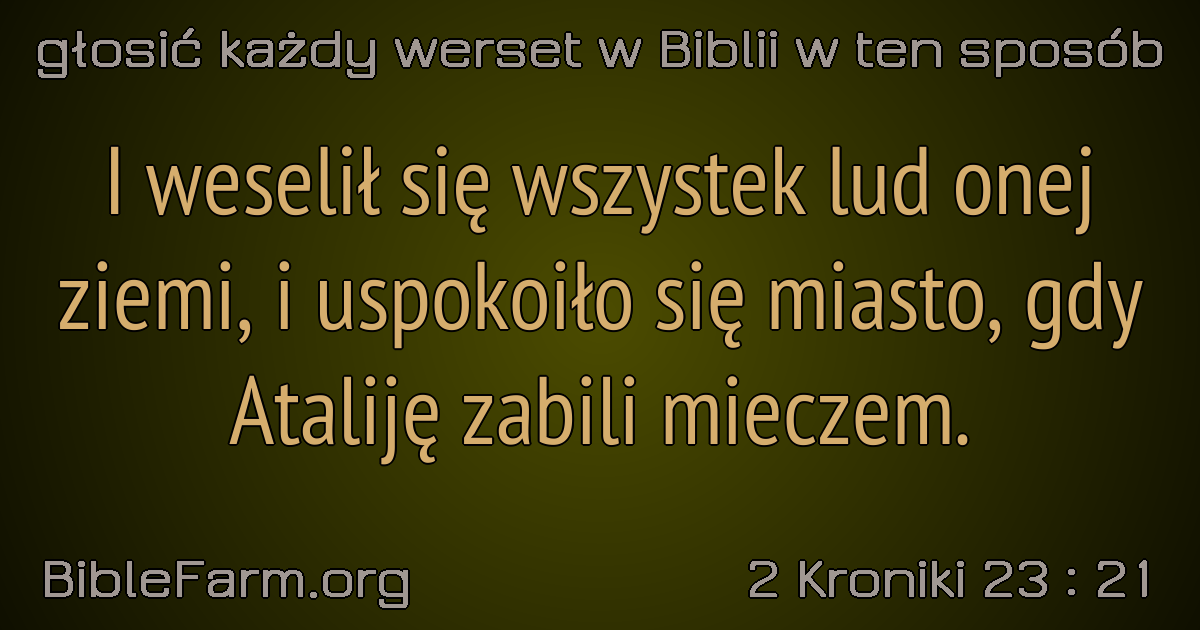 głosić każdy werset w Biblii w ten sposób
I weselił się wszystek lud onej
ziemi, i uspokoiło się miasto, gdy
Ataliję zabili mieczem.
BibleFarm.org
2 Kroniki 23 : 21